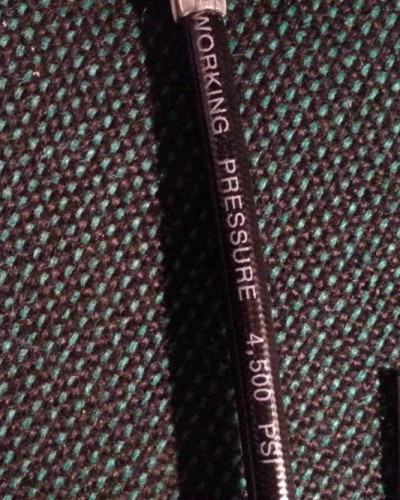 WORKING PRESSURE 4,500 PSI